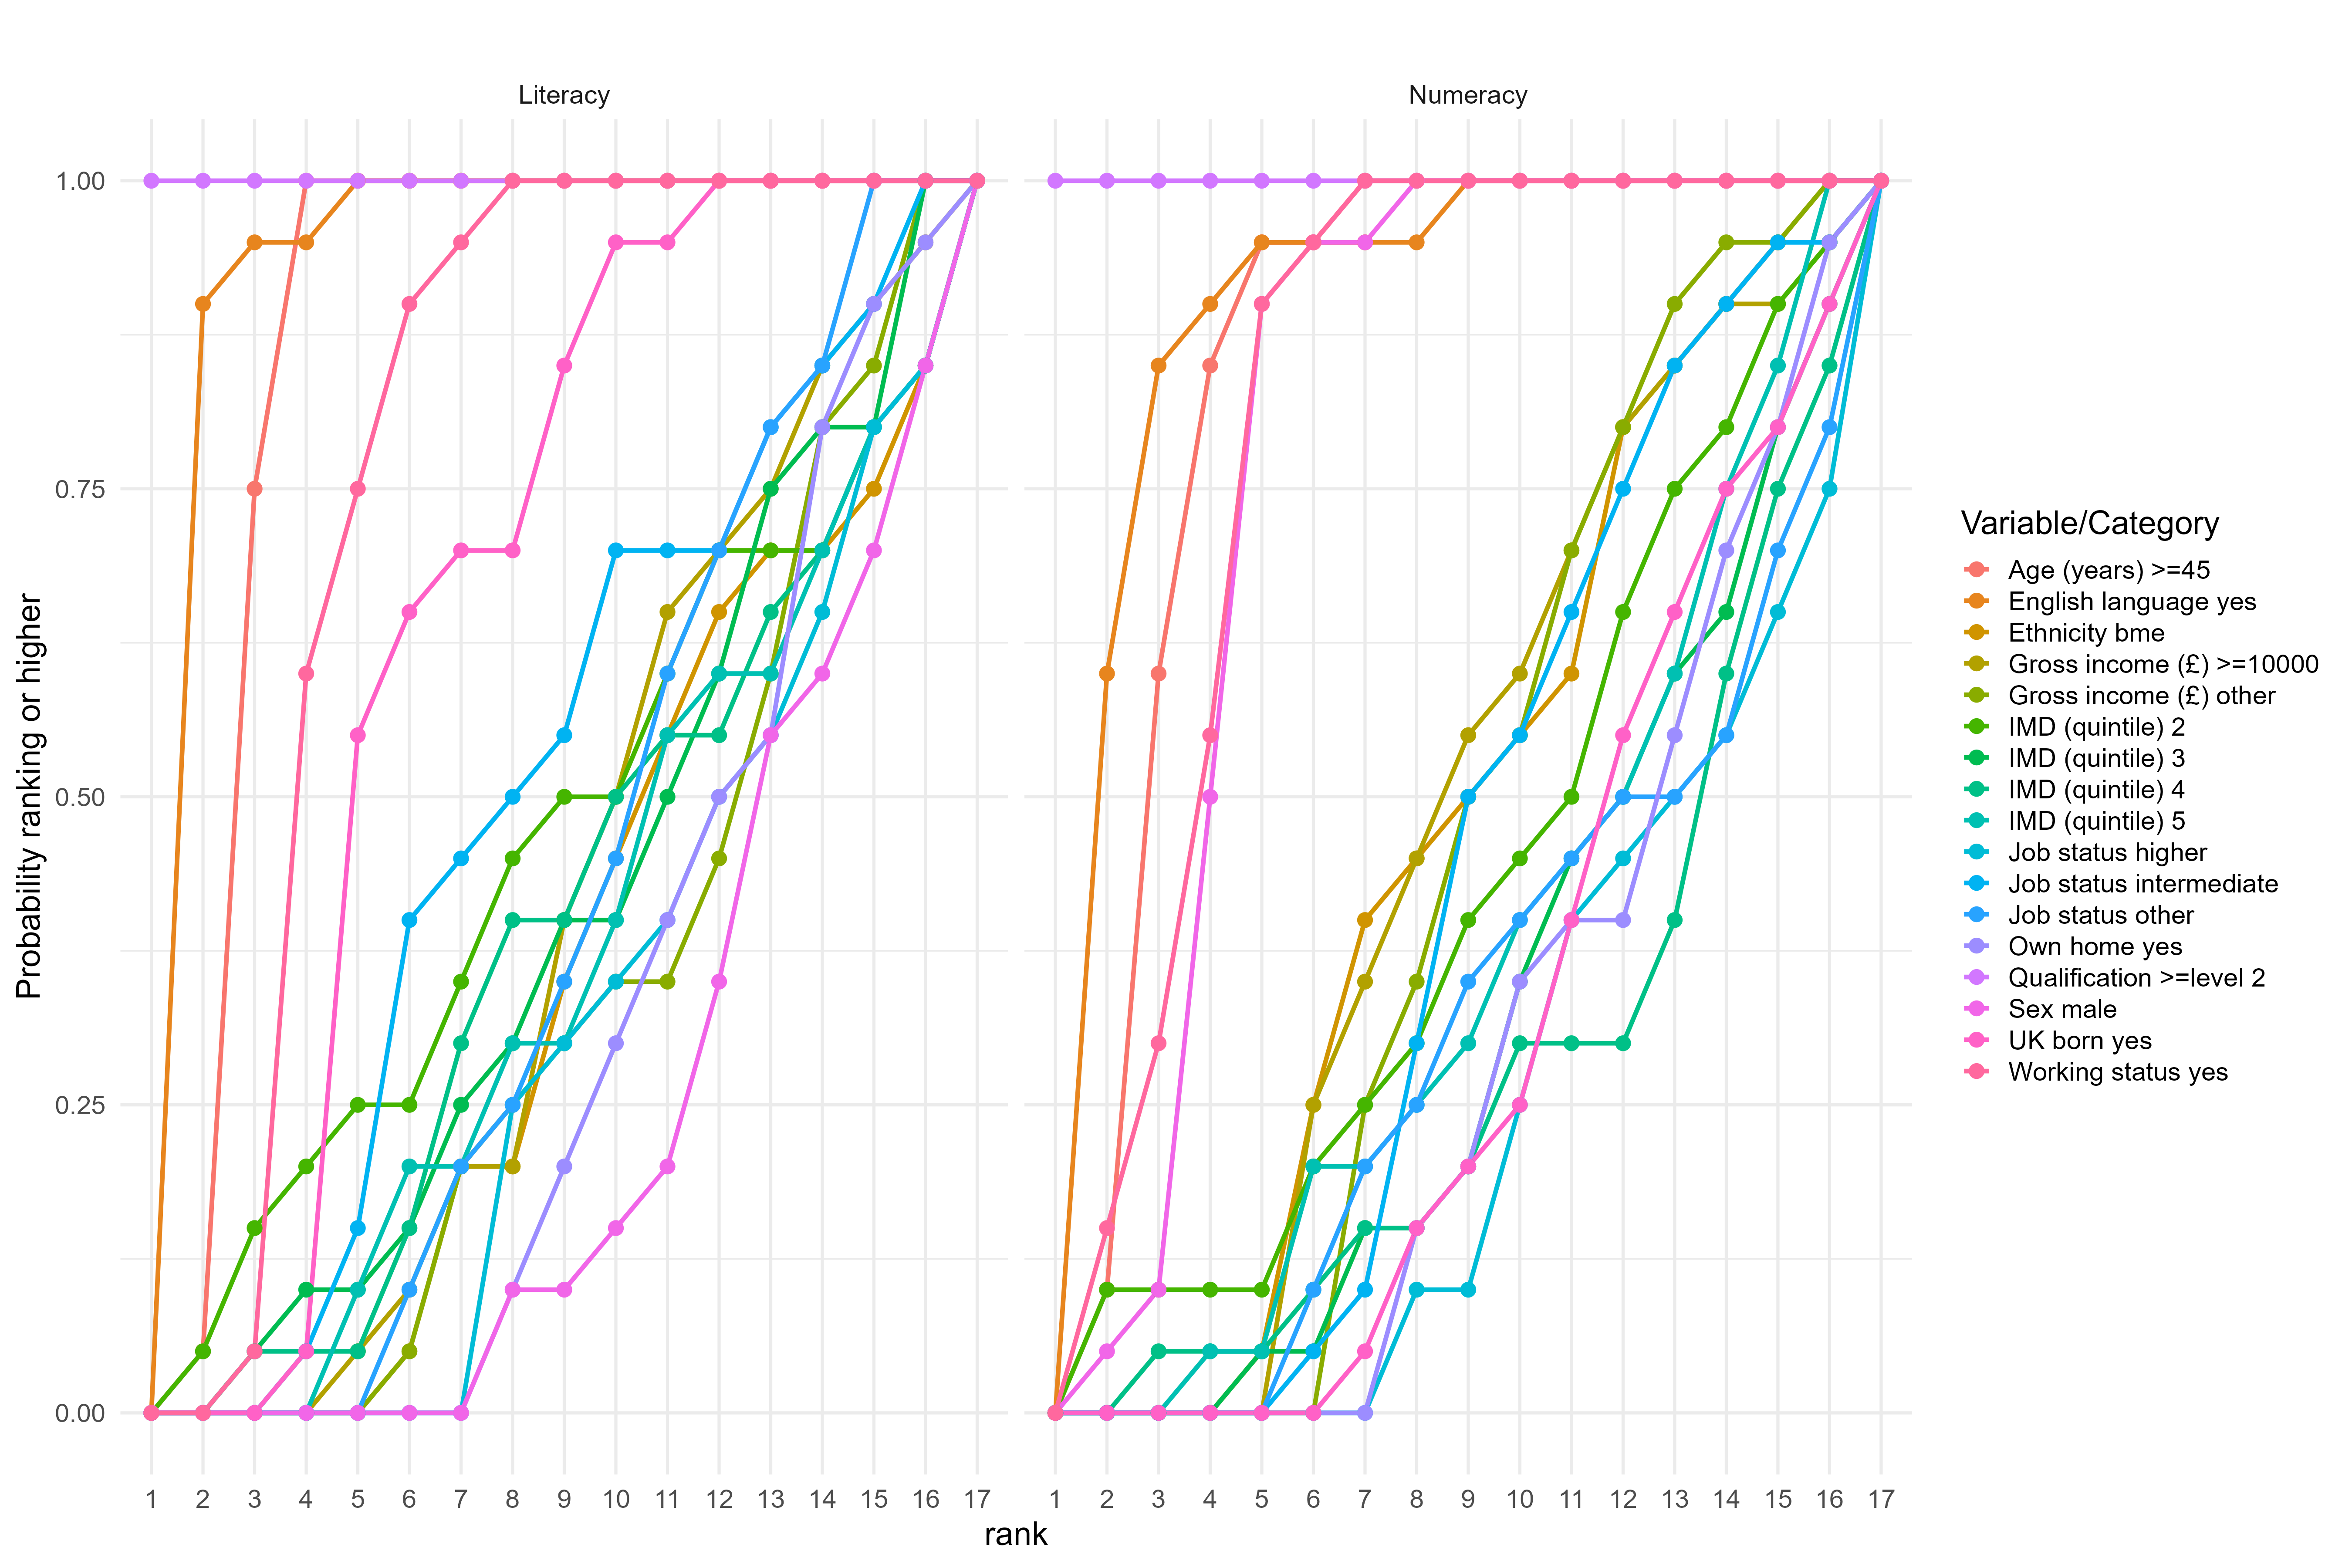 Literacy
Numeracy
Probability ranking or higher
1.00
0.75
0.50
0.25
0.00
1 2 3 4 5 6 7 8 9 10 11 12 13 14 15 16 17
1 2 3 4 5 6 7 8 9 10 11 12 13 14 15 16 17
rank
Variable/Category
Age (years) >=45
English language yes
Ethnicity bme
Gross income (£) >=10000
Gross income (£) other
IMD (quintile) 2
IMD (quintile) 3
IMD (quintile) 4
IMD (quintile) 5
Job status higher
Job status intermediate
Job status other
Own home yes
Qualification >=level 2
Sex male
UK born yes
Working status yes